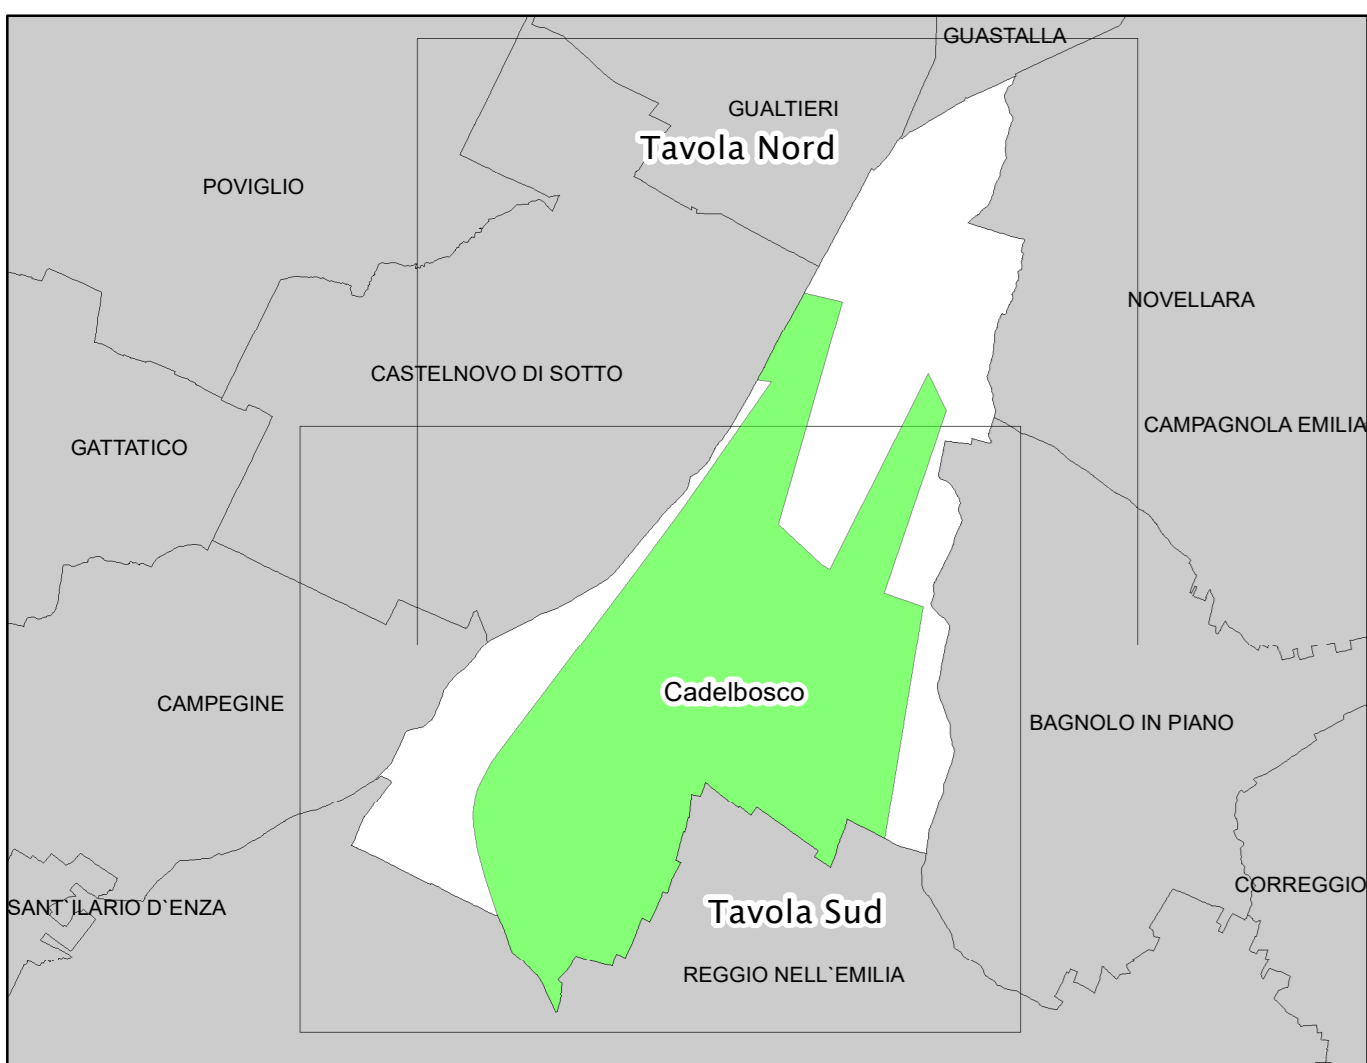 GUASTALLA
GUALTIERI
Tavola Nord
POVIGLIO
NOVELLARA
CASTELNOVO DI SOTTO
CAMPAGNOLA EMILIA
GATTATICO
Cadelbosco
CAMPEGINE
BAGNOLO IN PIANO
CORREGGIO
SANT`ILARIO D`ENZA
Tavola Sud
REGGIO NELL`EMILIA